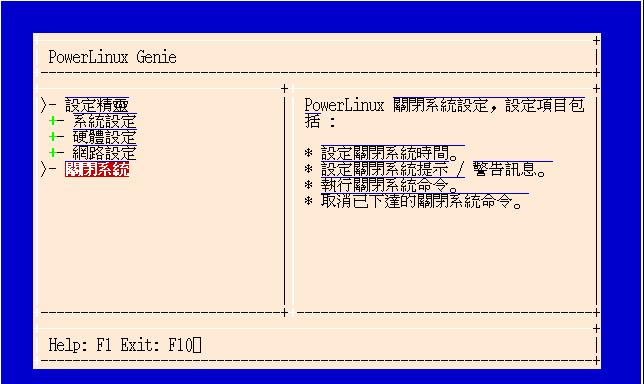 PowerLinux Genie
>- 設定精靈
+- 系統設定
+- 硬體設定
+- 網路設定
>- 關閉系統
PowerLinux 關閉系統設定，設定項目包
括：
* 設定關閉系統時間。
* 設定關閉系統提示 / 警告訊息。
* 執行關閉系統命令。
* 取消已下達的關閉系統命令。
Help: F1 Exit: F10